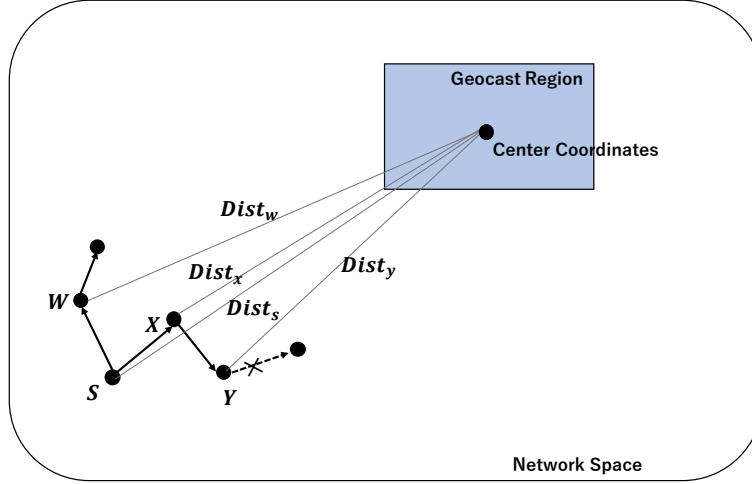 Geocast Region
Center Coordinates
Dist_w
Dist_y
Dist_x
Dist_s
W
X
S
Y
Network Space